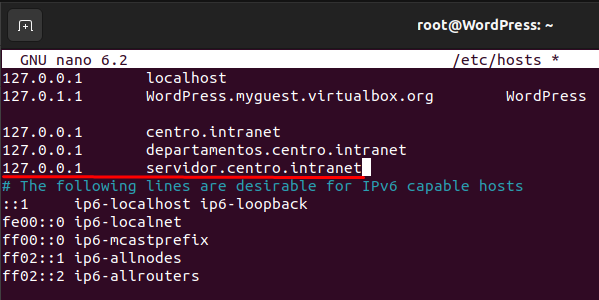 root@WordPress: ~
GNU nano 6.2 /etc/hosts *
127.0.0.1 localhost
127.0.1.1 WordPress.myguest.virtualbox.org WordPress
127.0.0.1 centro.intranet
127.0.0.1 departamentos.centro.intranet
127.0.0.1 servidor.centro.intranet
# The following lines are desirable for IPv6 capable hosts
::1 ip6-localhost ip6-loopback
fe00::0 ip6-localnet
ff00::0 ip6-mcastprefix
ff02::1 ip6-allnodes
ff02::2 ip6-allrouters